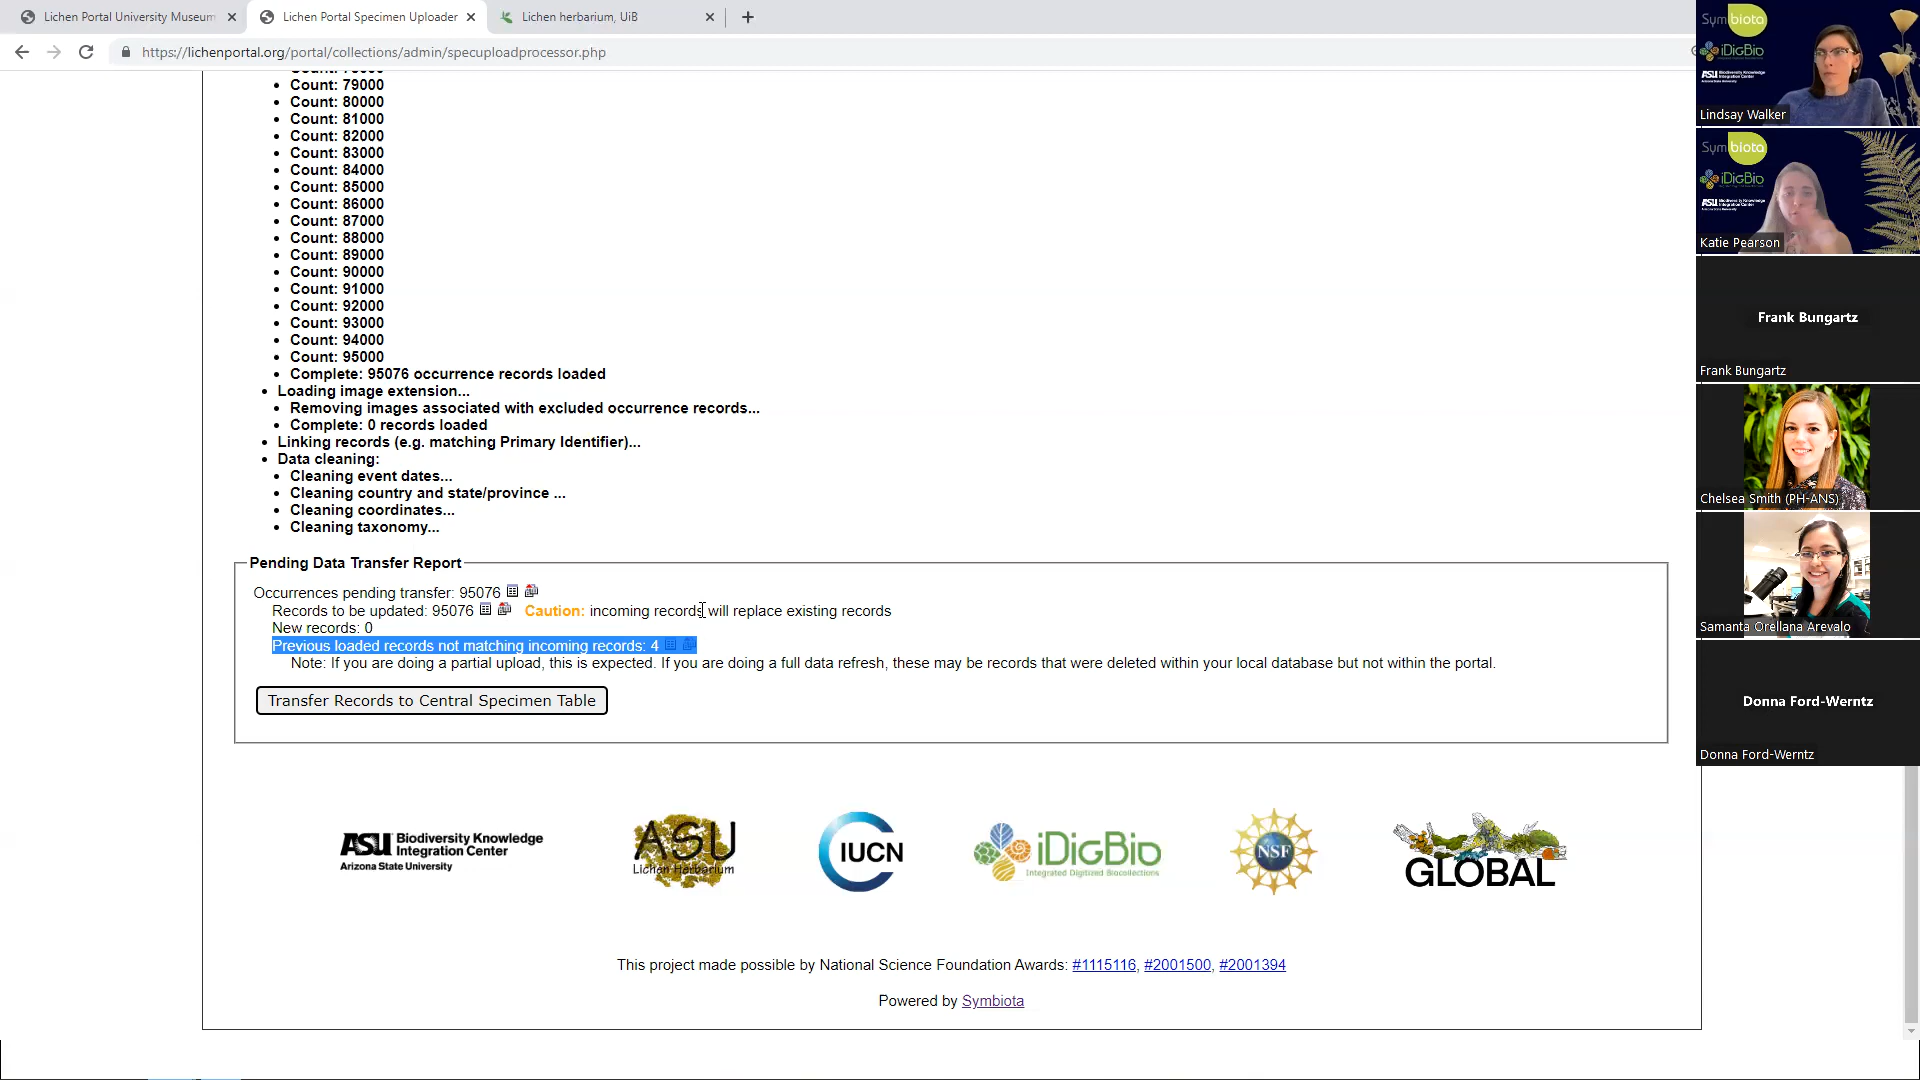 Lichen Portal University Museum
Lichen Portal Specimen Uploader
Lichen herbarium, UiB
https://lichenportal.org/portal/collections/admin/specuploadprocessor.php
Count: 79000
Count: 80000
Count: 81000
Count: 82000
Count: 83000
Count: 84000
Count: 85000
Count: 86000
Count: 87000
Count: 88000
Count: 89000
Count: 90000
Count: 91000
Count: 92000
Count: 93000
Count: 94000
Count: 95000
Complete: 95076 occurrence records loaded
Loading image extension...
Removing images associated with excluded occurrence records...
Complete: 0 records loaded
Linking records (e.g. matching Primary Identifier)...
Data cleaning:
Cleaning event dates...
Cleaning country and state/province ...
Cleaning coordinates...
Cleaning taxonomy...
Pending Data Transfer Report
Occurrences pending transfer: 95076
Records to be updated: 95076 Caution: incoming records will replace existing records
New records: 0
Previous loaded records not matching incoming records: 4
Note: If you are doing a partial upload, this is expected. If you are doing a full data refresh, these may be records that were deleted within your local database but not within the portal.
Transfer Records to Central Specimen Table
ASU Biodiversity Knowledge
Integration Center
Arizona State University
ASU
Lichen Herbarium
IUCN
iDigBio
Integrated Digitized Biocollections
NSF
GLOBAL
This project made possible by National Science Foundation Awards: #1115116, #2001500, #2001394
Powered by Symbiota
Symbiota
iDigBio
ASU Biodiversity Knowledge
Integration Center
Lindsay Walker
Symbiota
iDigBio
ASU Biodiversity Knowledge
Integration Center
Katie Pearson
Frank Bungartz
Frank Bungartz
Chelsea Smith (PH-ANS)
Samanta Orellana Arevalo
Donna Ford-Werntz
Donna Ford-Werntz